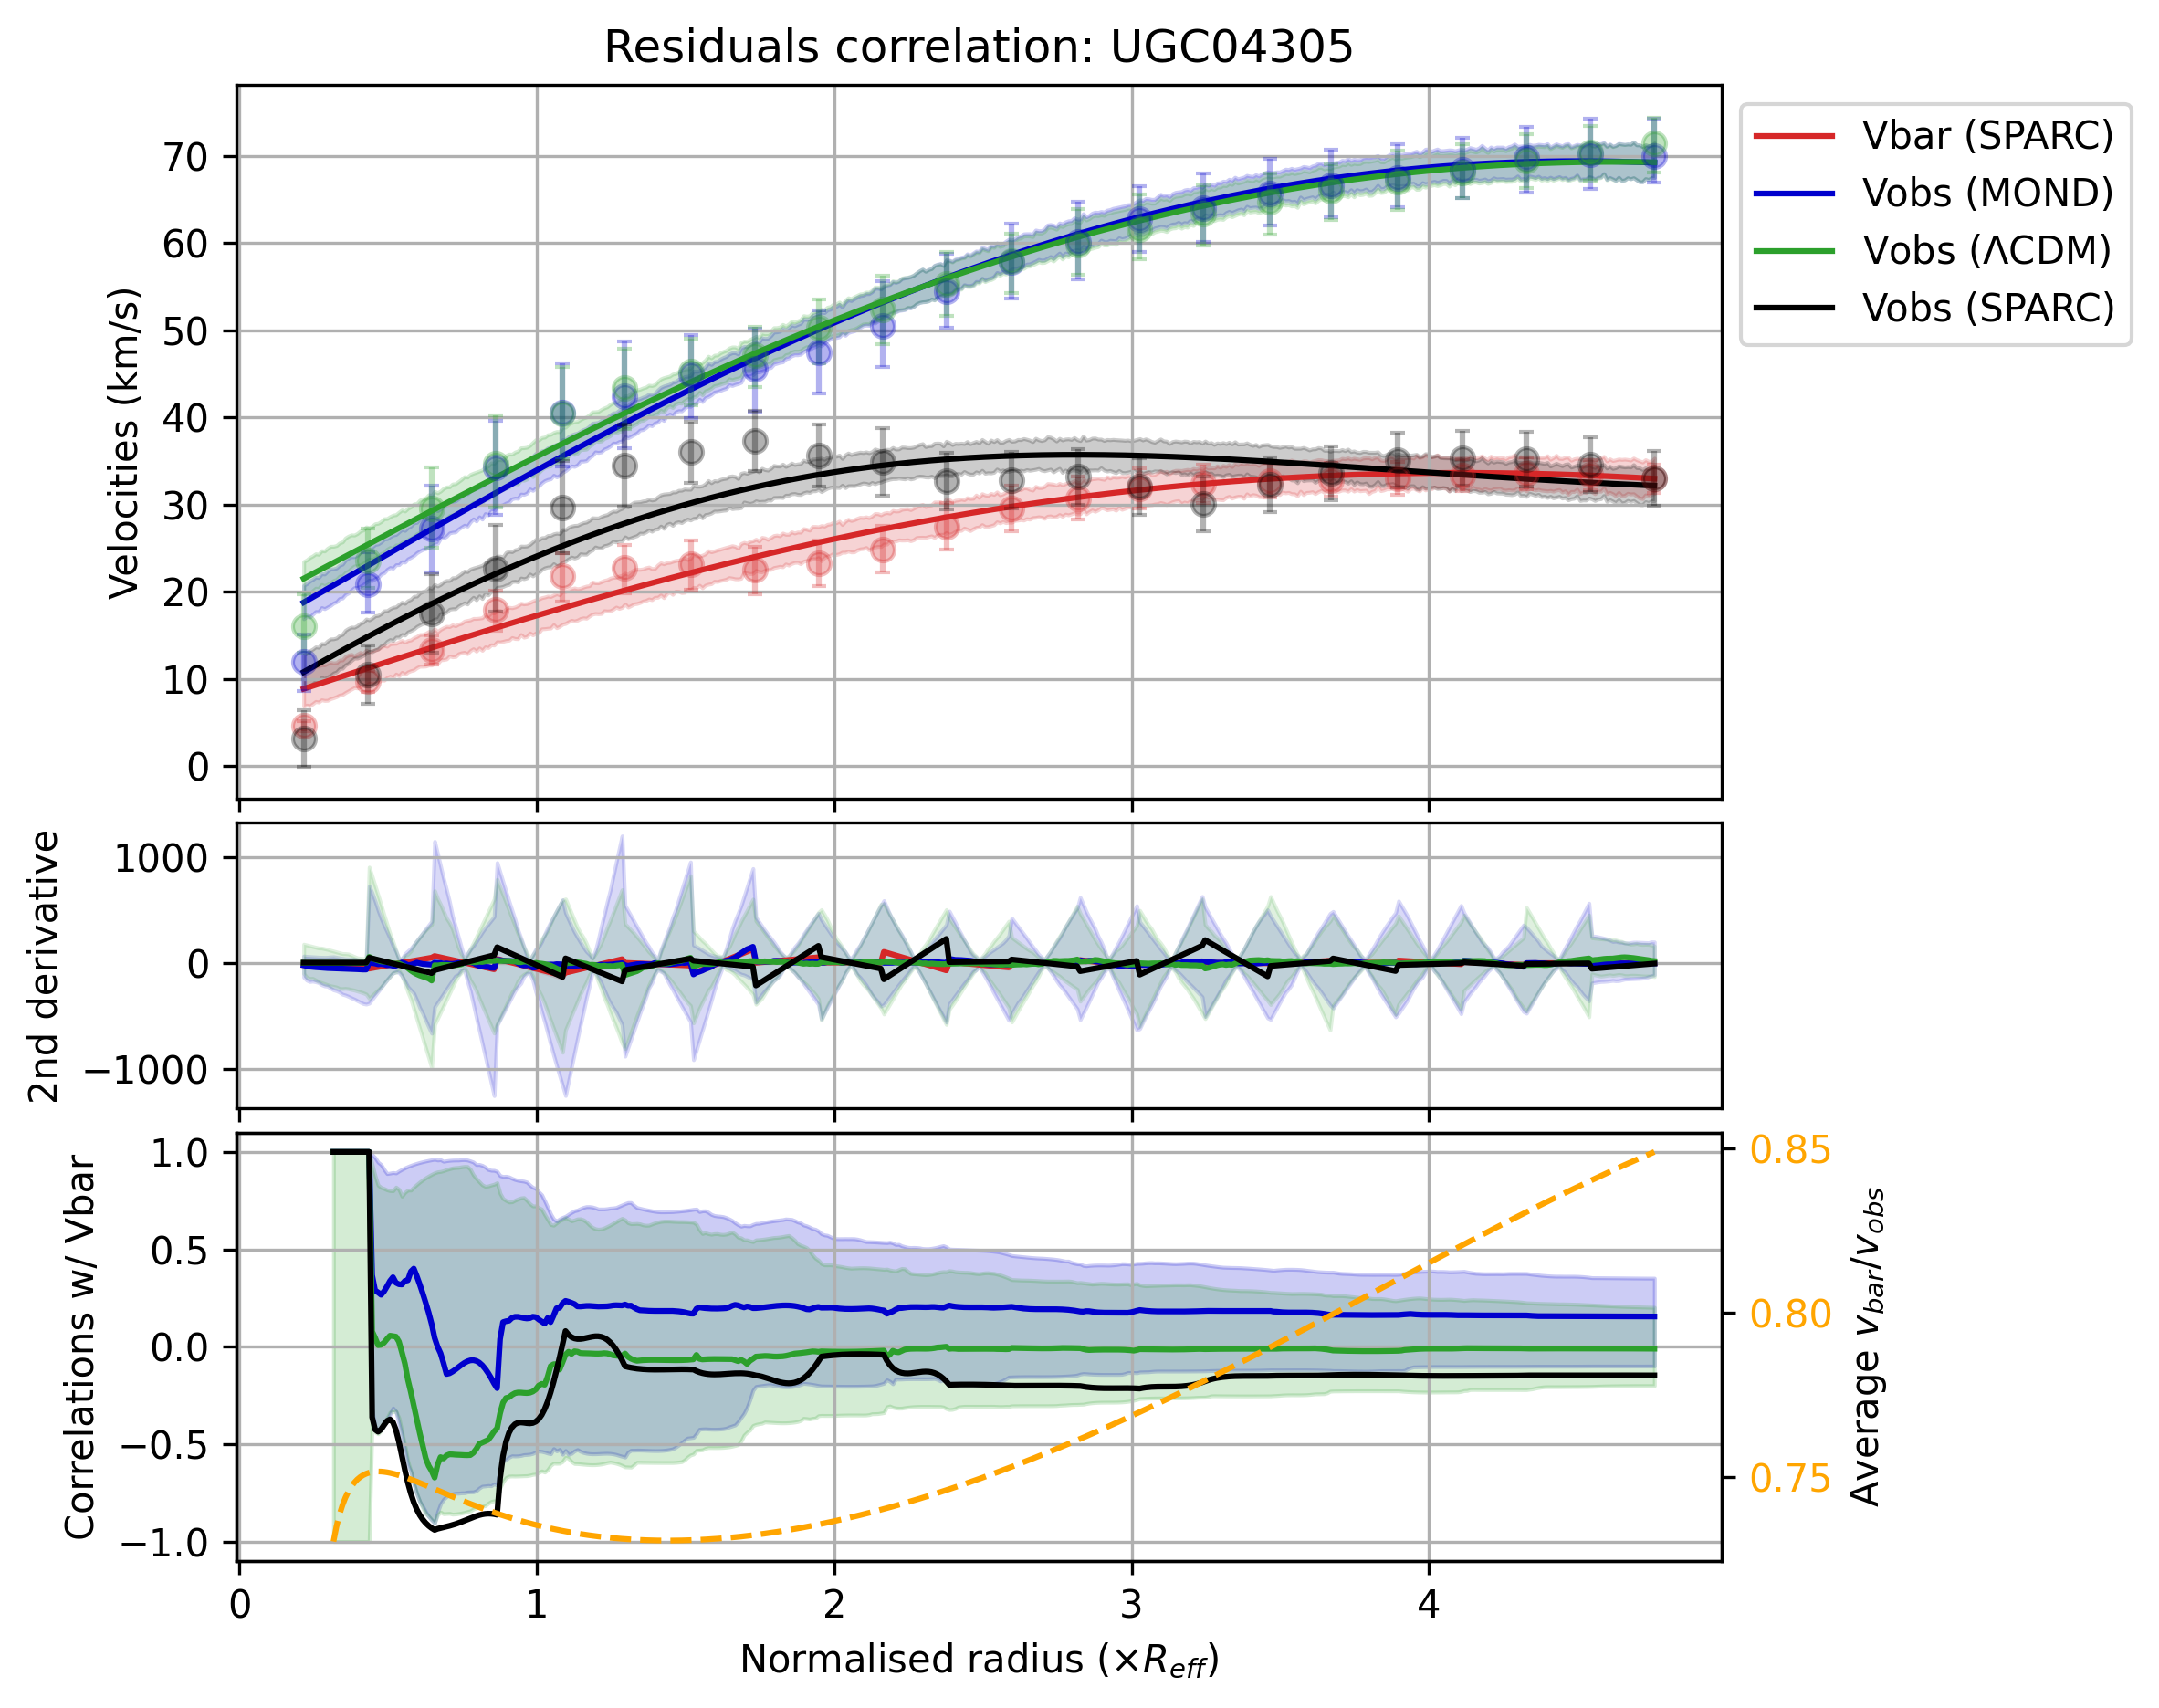 Residuals correlation: UGC04305
Velocities (km/s)
70
60
50
40
30
20
10
0
Vbar (SPARC)
Vobs (MOND)
Vobs (ΛCDM)
Vobs (SPARC)
2nd derivative
1000
0
−1000
Correlations w/ Vbar
1.0
0.5
0.0
−0.5
−1.0
0.85
0.80
0.75
Average v_bar/v_obs
0 1 2 3 4
Normalised radius (×R_eff)